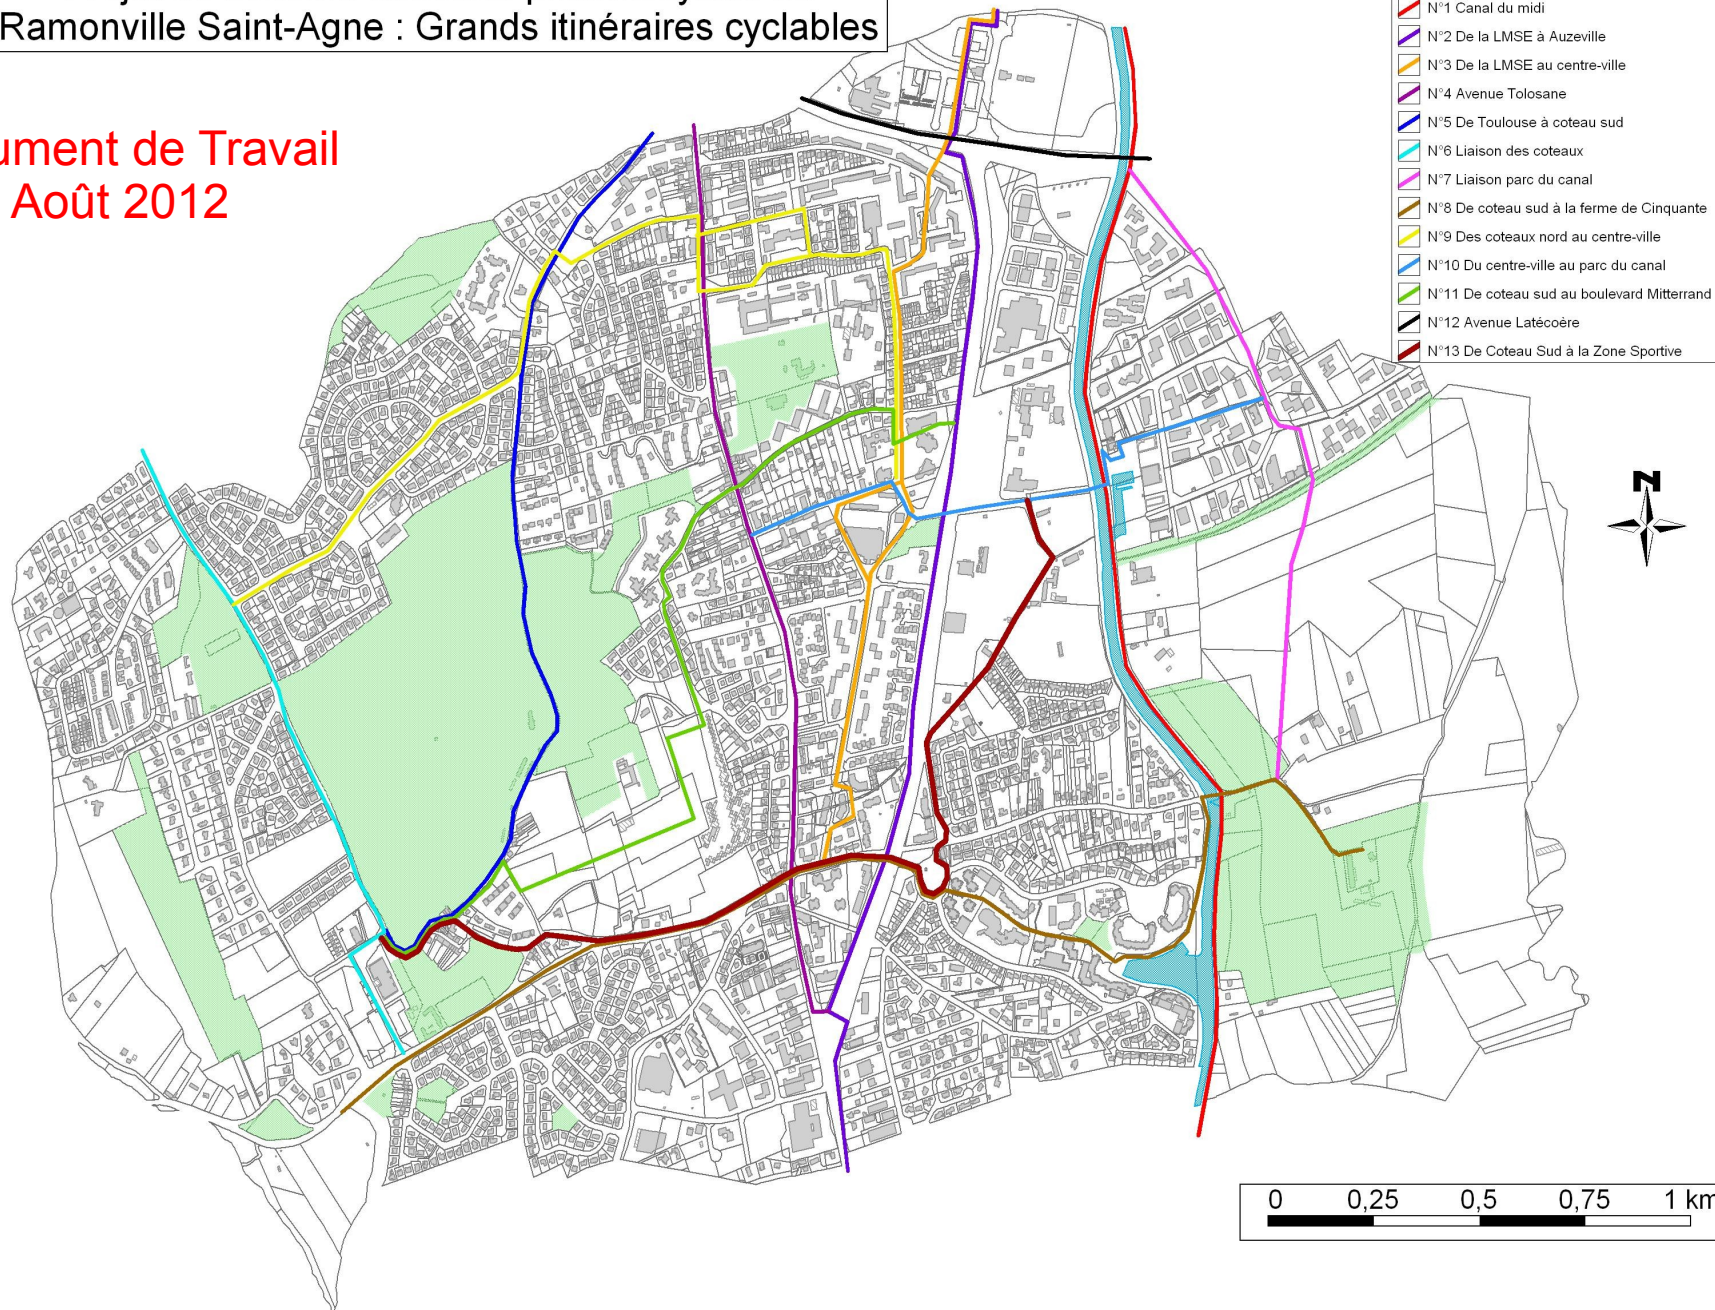 Ramonville Saint-Agne : Grands itinéraires cyclables
de Travail
Août 2012
N°1 Canal du midi
N°2 De la LMSE à Auzeville
N°3 De la LMSE au centre-ville
N°4 Avenue Tolosane
N°5 De Toulouse à coteau sud
N°6 Liaison des coteaux
N°7 Liaison parc du canal
N°8 De coteau sud à la ferme de Cinquante
N°9 Des coteaux nord au centre-ville
N°10 Du centre-ville au parc du canal
N°11 De coteau sud au boulevard Mitterrand
N°12 Avenue Latécoère
N°13 De Coteau Sud à la Zone Sportive
N
0 0,25 0,5 0,75 1 km